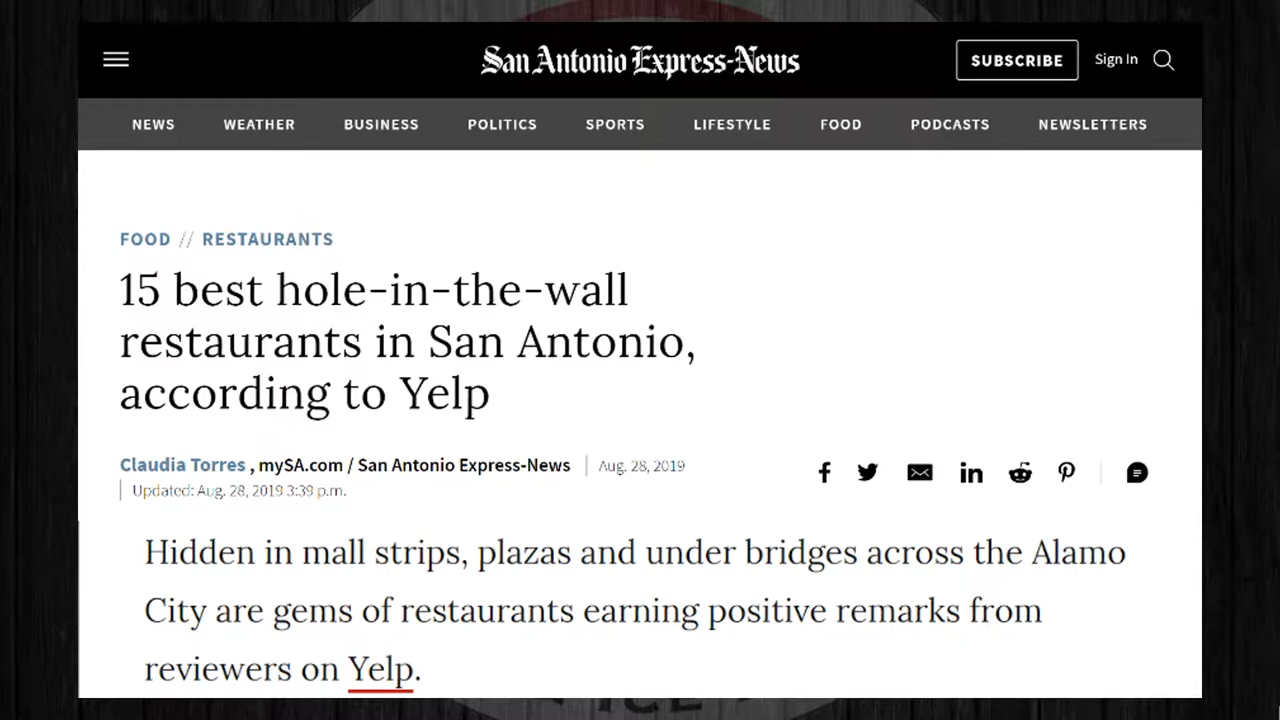 San Antonio Express-News
SUBSCRIBE
Sign In
NEWS
WEATHER
BUSINESS
POLITICS
SPORTS
LIFESTYLE
FOOD
PODCASTS
NEWSLETTERS
FOOD // RESTAURANTS
15 best hole-in-the-wall
restaurants in San Antonio,
according to Yelp
Claudia Torres , mySA.com / San Antonio Express-News | Aug. 28, 2019
| Updated: Aug. 28, 2019 3:39 p.m.
Hidden in mall strips, plazas and under bridges across the Alamo
City are gems of restaurants earning positive remarks from
reviewers on Yelp.